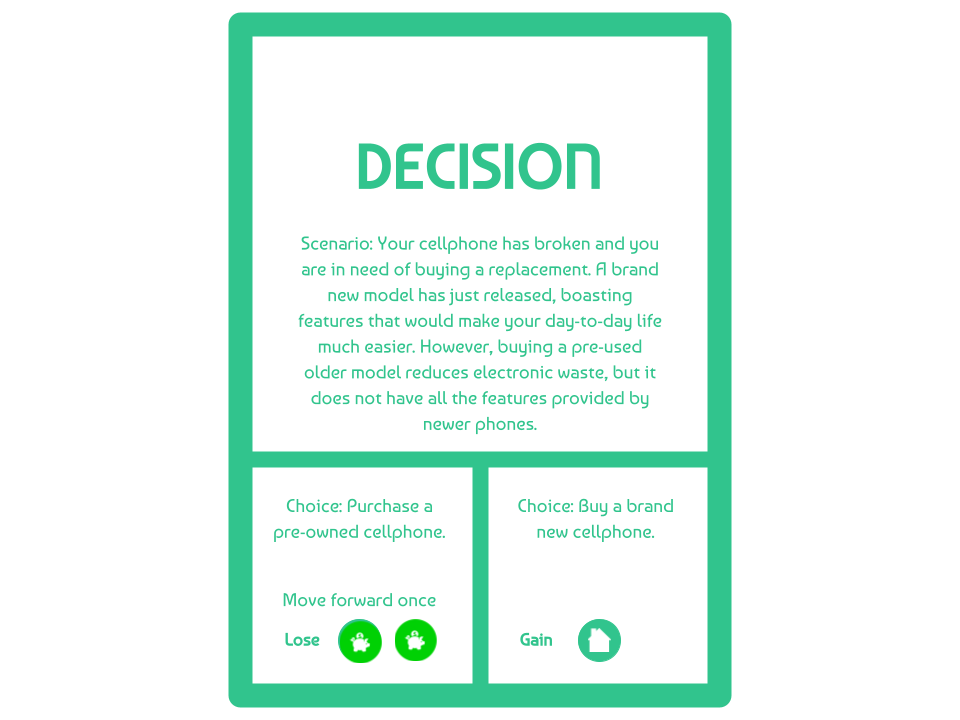 DECISION
Scenario: Your cellphone has broken and you
are in need of buying a replacement. A brand
new model has just released, boasting
features that would make your day-to-day life
much easier. However, buying a pre-used
older model reduces electronic waste, but it
does not have all the features provided by
newer phones.
Choice: Purchase a
pre-owned cellphone.
Move forward once
Lose
Choice: Buy a brand
new cellphone.
Gain